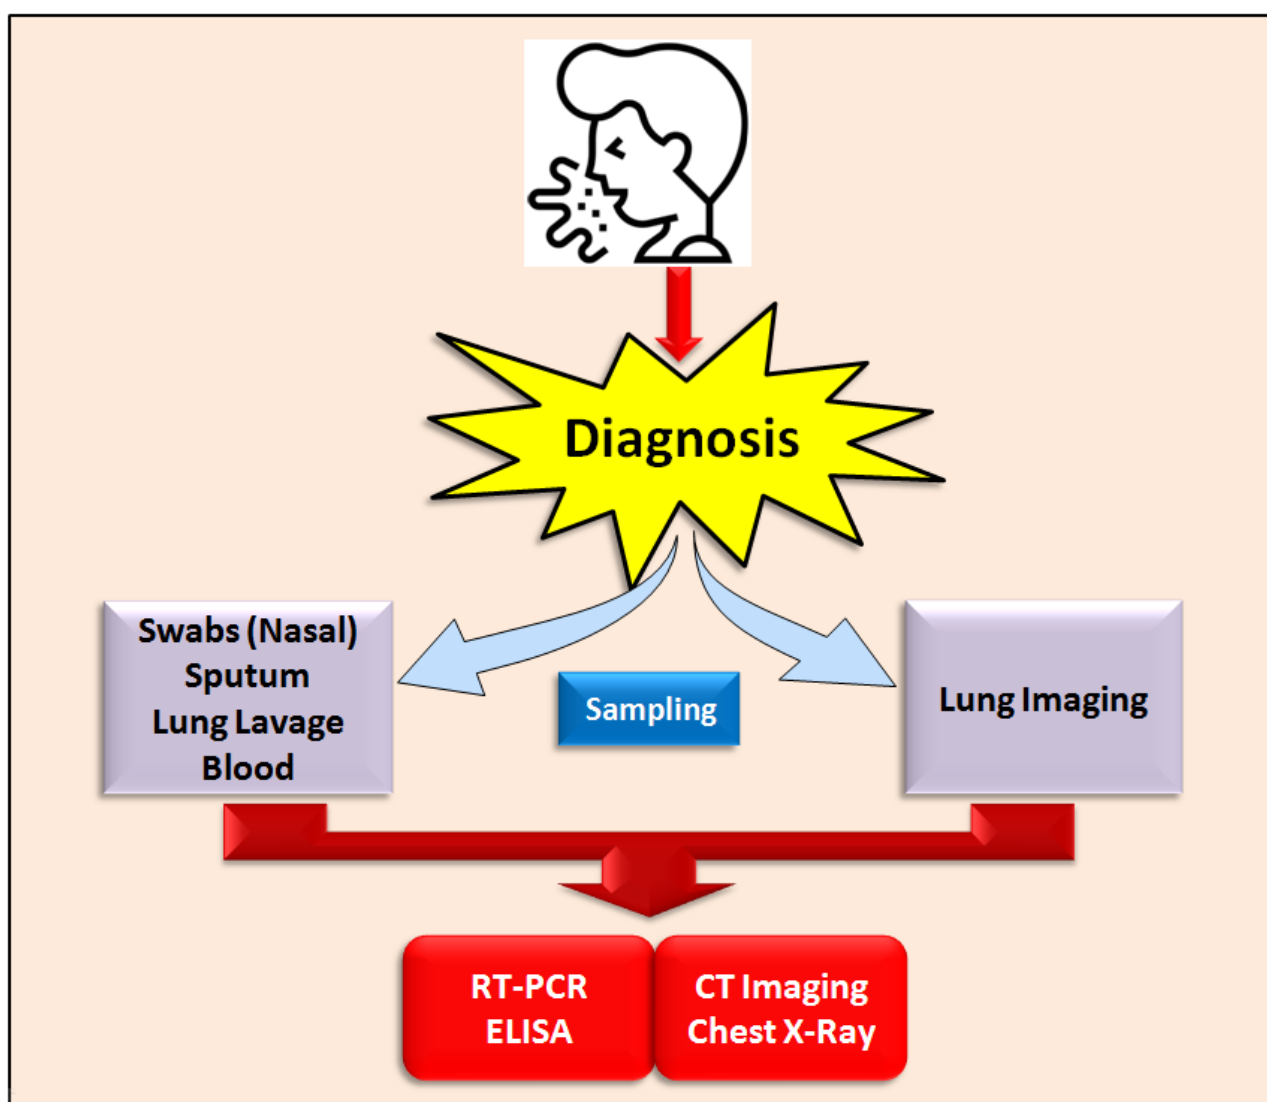 Diagnosis
Swabs (Nasal)
Sputum
Lung Lavage
Blood
Sampling
Lung Imaging
RT-PCR
ELISA
CT Imaging
Chest X-Ray